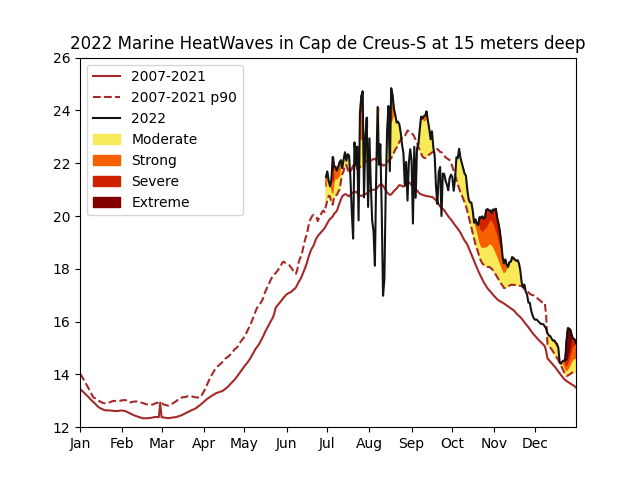 2022 Marine HeatWaves in Cap de Creus-S at 15 meters deep
2007-2021
2007-2021 p90
2022
Moderate
Strong
Severe
Extreme
26
24
22
20
18
16
14
12
Jan Feb Mar Apr May Jun Jul Aug Sep Oct Nov Dec